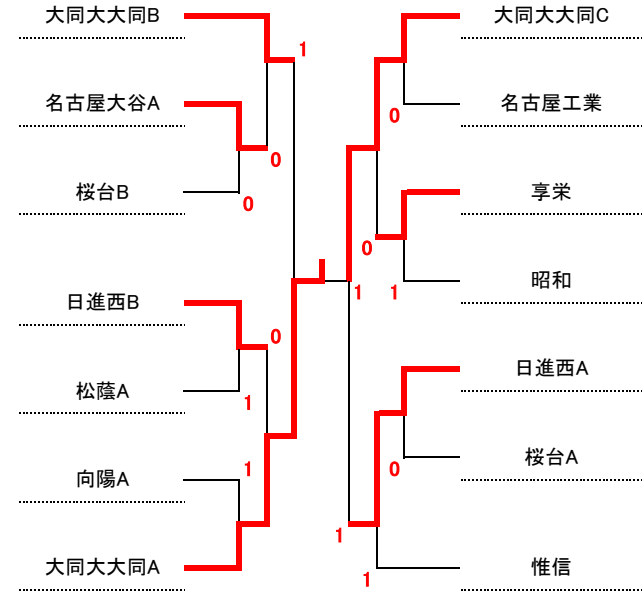 大同大大同B
名古屋大谷A
桜台B
日進西B
松蔭A
向陽A
大同大大同A
1
0
0
0
1
1
1
0
0
1
0
1
1
大同大大同C
名古屋工業
享栄
昭和
日進西A
桜台A
惟信